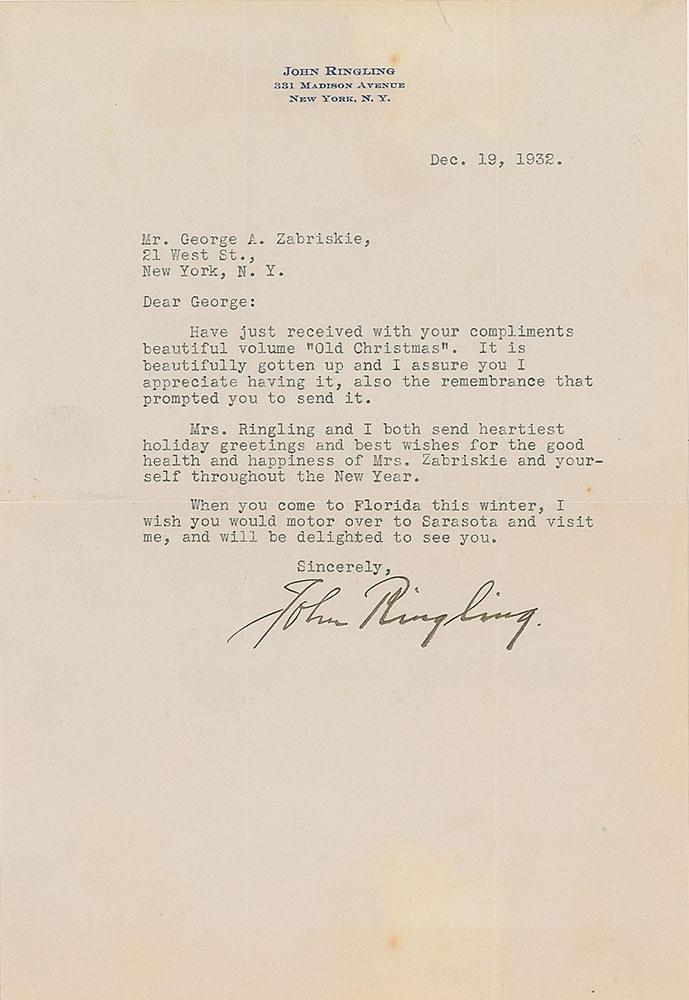 John Ringling
331 Madison Avenue
New York, N. Y.
Dec. 19, 1932.
Mr. George A. Zabriskie,
21 West St.,
New York, N. Y.
Dear George:
Have just received with your compliments
beautiful volume "Old Christmas". It is
beautifully gotten up and I assure you I
appreciate having it, also the remembrance that
prompted you to send it.
Mrs. Ringling and I both send heartiest
holiday greetings and best wishes for the good
health and happiness of Mrs. Zabriskie and your-
self throughout the New Year.
When you come to Florida this winter, I
wish you would motor over to Sarasota and visit
me, and will be delighted to see you.
Sincerely,
John Ringling.